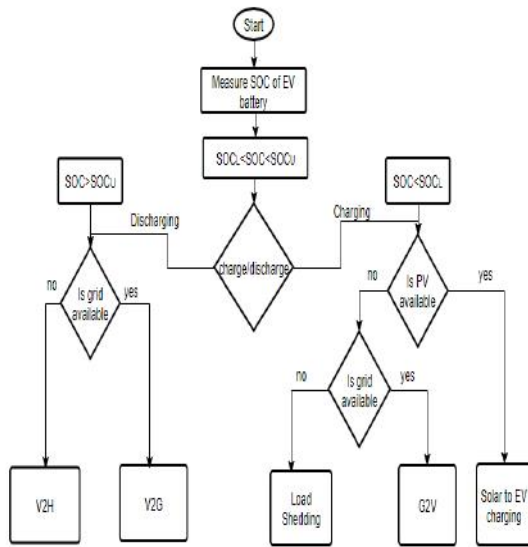 Start
Measure SOC of EV
battery
SOCL<SOC<SOCU
SOC>SOCU
SOC<SOCL
Discharging
Charging
charge/discharge
Is grid
available
no
yes
Is PV
available
no
yes
Is grid
available
no
yes
V2H
V2G
Load
Shedding
G2V
Solar to EV
charging